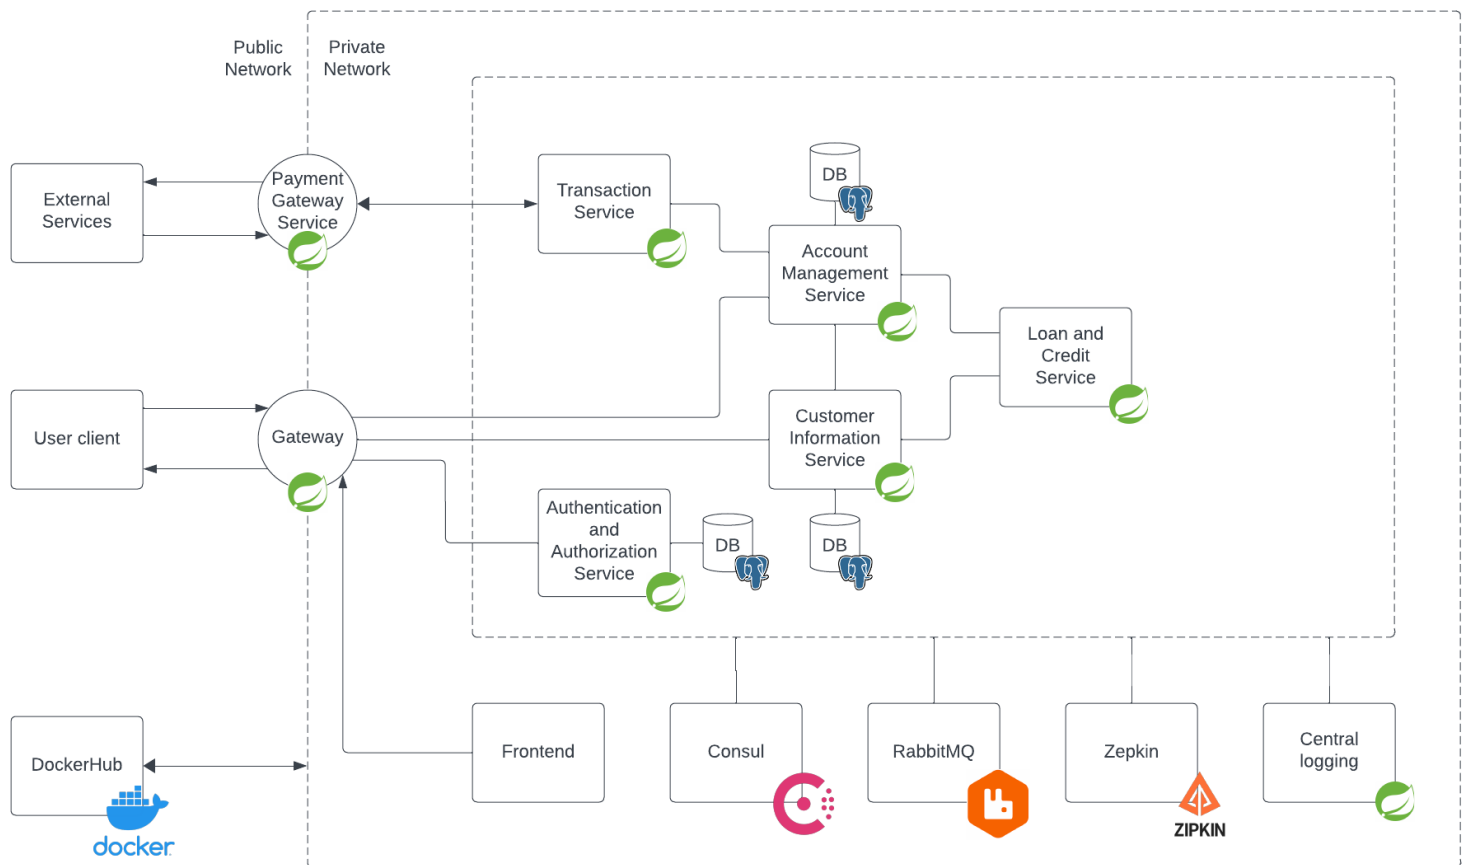 Public
Network
Private
Network
External
Services
Payment
Gateway
Service
Transaction
Service
DB
Account
Management
Service
Loan and
Credit
Service
User client
Gateway
Customer
Information
Service
Authentication
and
Authorization
Service
DB
DB
DockerHub
docker
Frontend
Consul
RabbitMQ
Zepkin
ZIPKIN
Central
logging